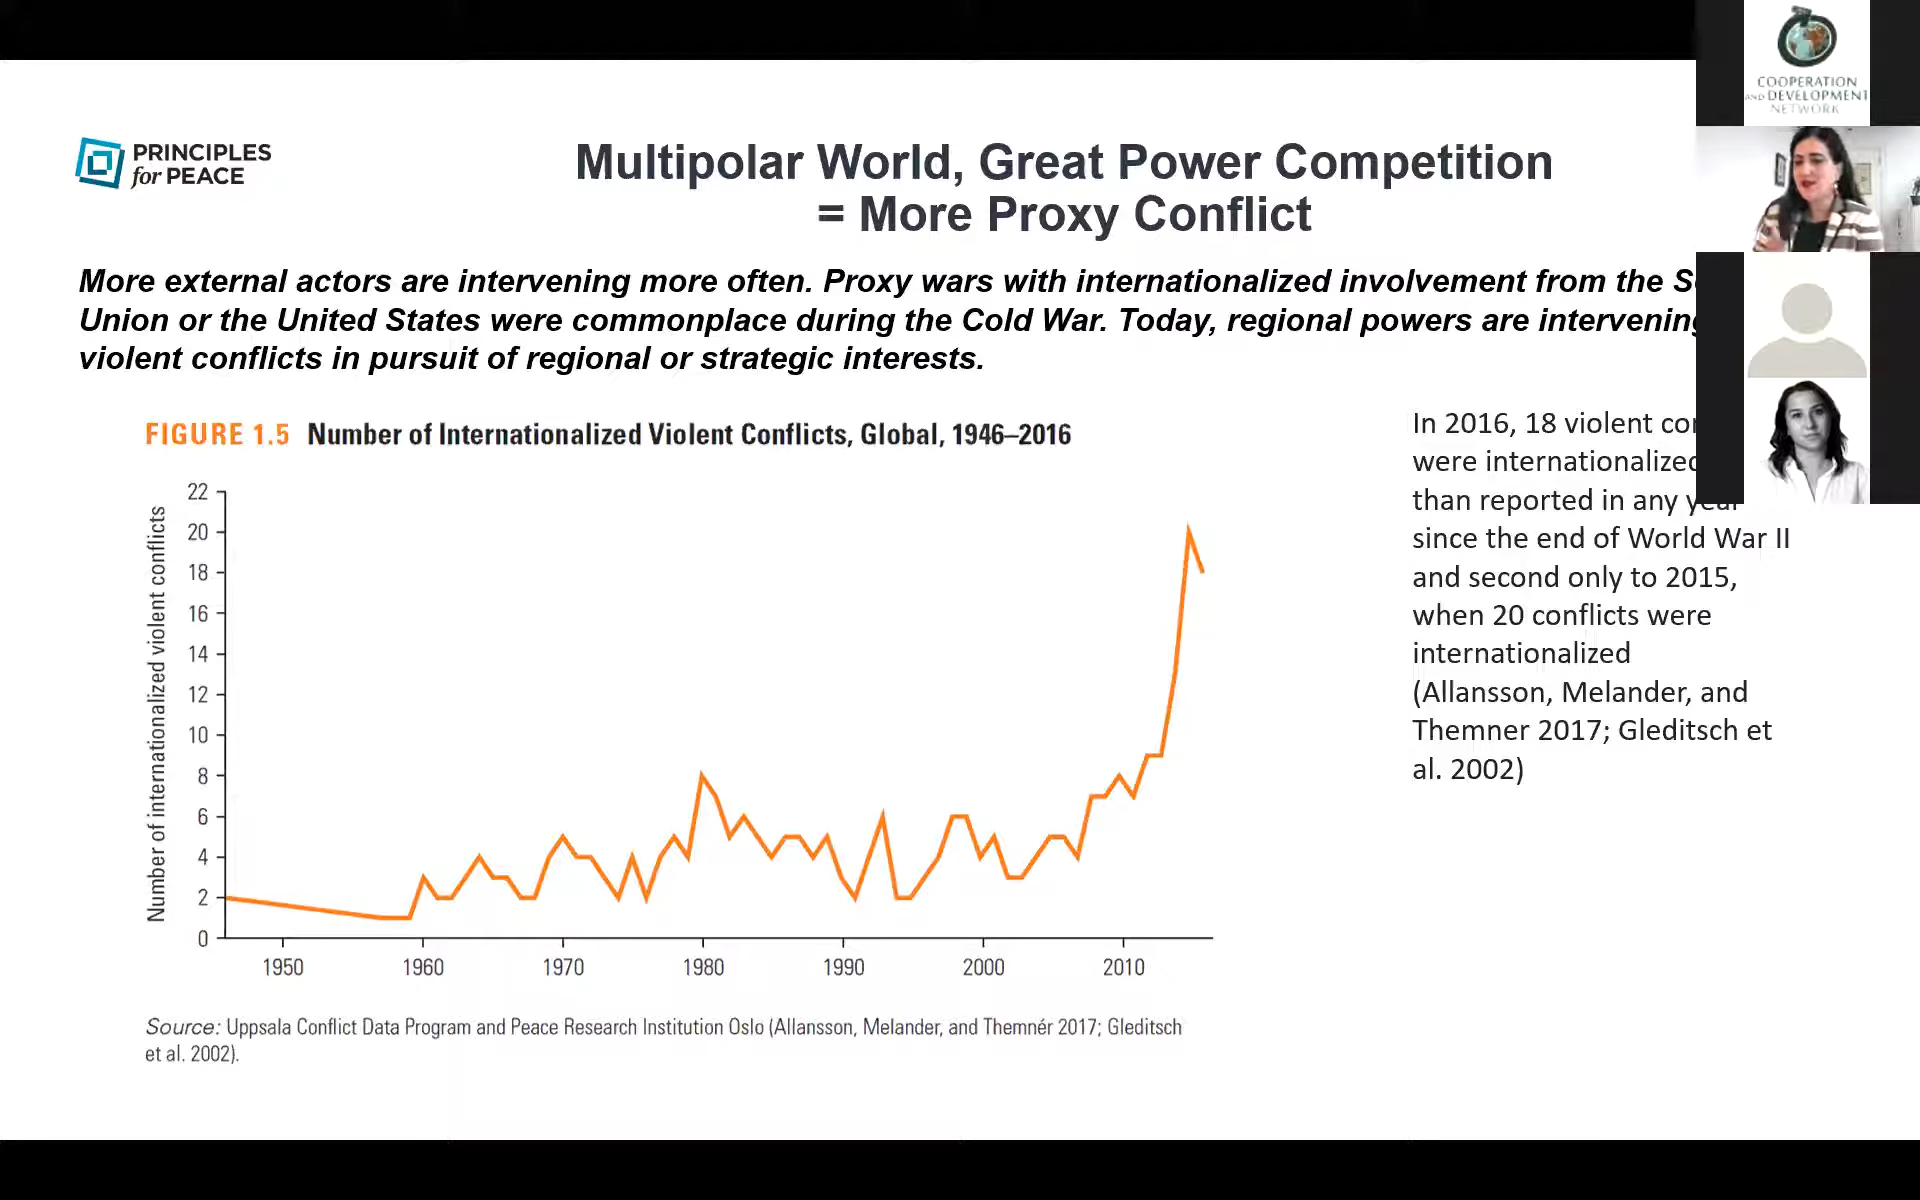 COOPERATION
AND DEVELOPMENT
NETWORK
PRINCIPLES
for PEACE
Multipolar World, Great Power Competition
= More Proxy Conflict
More external actors are intervening more often. Proxy wars with internationalized involvement from the
Union or the United States were commonplace during the Cold War. Today, regional powers are intervening
violent conflicts in pursuit of regional or strategic interests.
FIGURE 1.5 Number of Internationalized Violent Conflicts, Global, 1946–2016
Number of internationalized violent conflicts
22
20
18
16
14
12
10
8
6
4
2
0
1950 1960 1970 1980 1990 2000 2010
Source: Uppsala Conflict Data Program and Peace Research Institution Oslo (Allansson, Melander, and Themnér 2017; Gleditsch
et al. 2002).
In 2016, 18 violent
were internationalized
than reported in any year
since the end of World War II
and second only to 2015,
when 20 conflicts were
internationalized
(Allansson, Melander, and
Themner 2017; Gleditsch et
al. 2002)